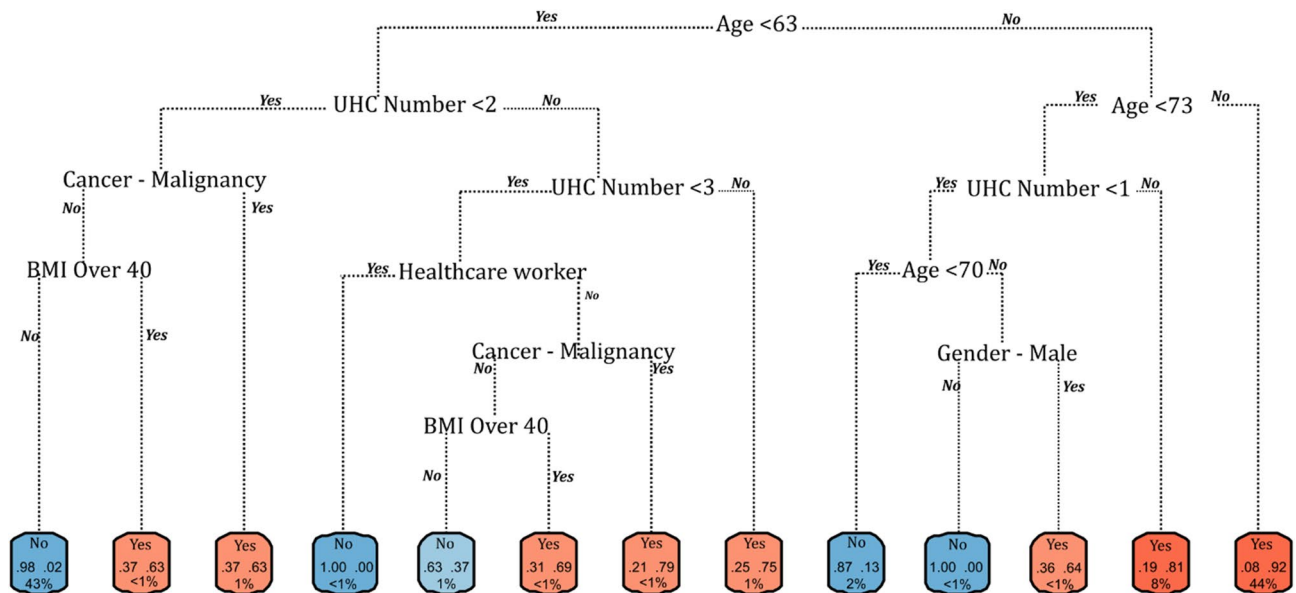 Yes Age <63 No
Yes UHC Number <2 No Yes Age <73 No
Cancer - Malignancy Yes UHC Number <3 No Yes UHC Number <1 No
No Yes
BMI Over 40 Yes Healthcare worker Yes Age <70 No
No
No Yes Cancer - Malignancy Gender - Male
No Yes No Yes
BMI Over 40
No Yes
No Yes Yes No No Yes Yes Yes No No Yes Yes Yes
.98 .02 .37 .63 .37 .63 1.00 .00 .63 .37 .31 .69 .21 .79 .25 .75 .87 .13 1.00 .00 .36 .64 .19 .81 .08 .92
43% <1% 1% <1% 1% <1% <1% 1% 2% <1% <1% 8% 44%